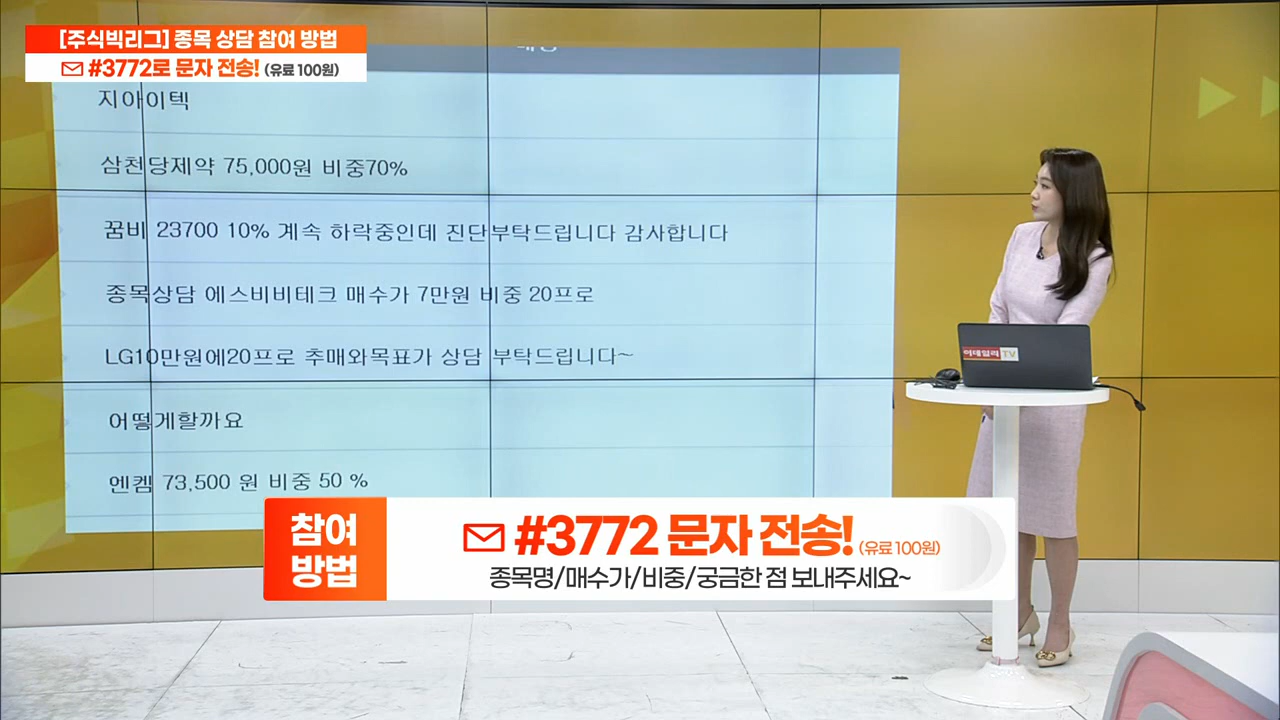 [주식빅리그] 종목 상담 참여 방법
#3772로 문자 전송! (유료 100원)
지아이텍
삼천당제약 75,000원 비중70%
꿈비 23700 10% 계속 하락중인데 진단부탁드립니다 감사합니다
종목상담 에스비비테크 매수가 7만원 비중 20프로
LG10만원에20프로 추매와목표가 상담 부탁드립니다~
어떻게할까요
엔켐 73,500 원 비중 50 %
이데일리 TV
참여
방법
#3772 문자 전송! (유료 100원)
종목명/매수가/비중/궁금한 점 보내주세요~